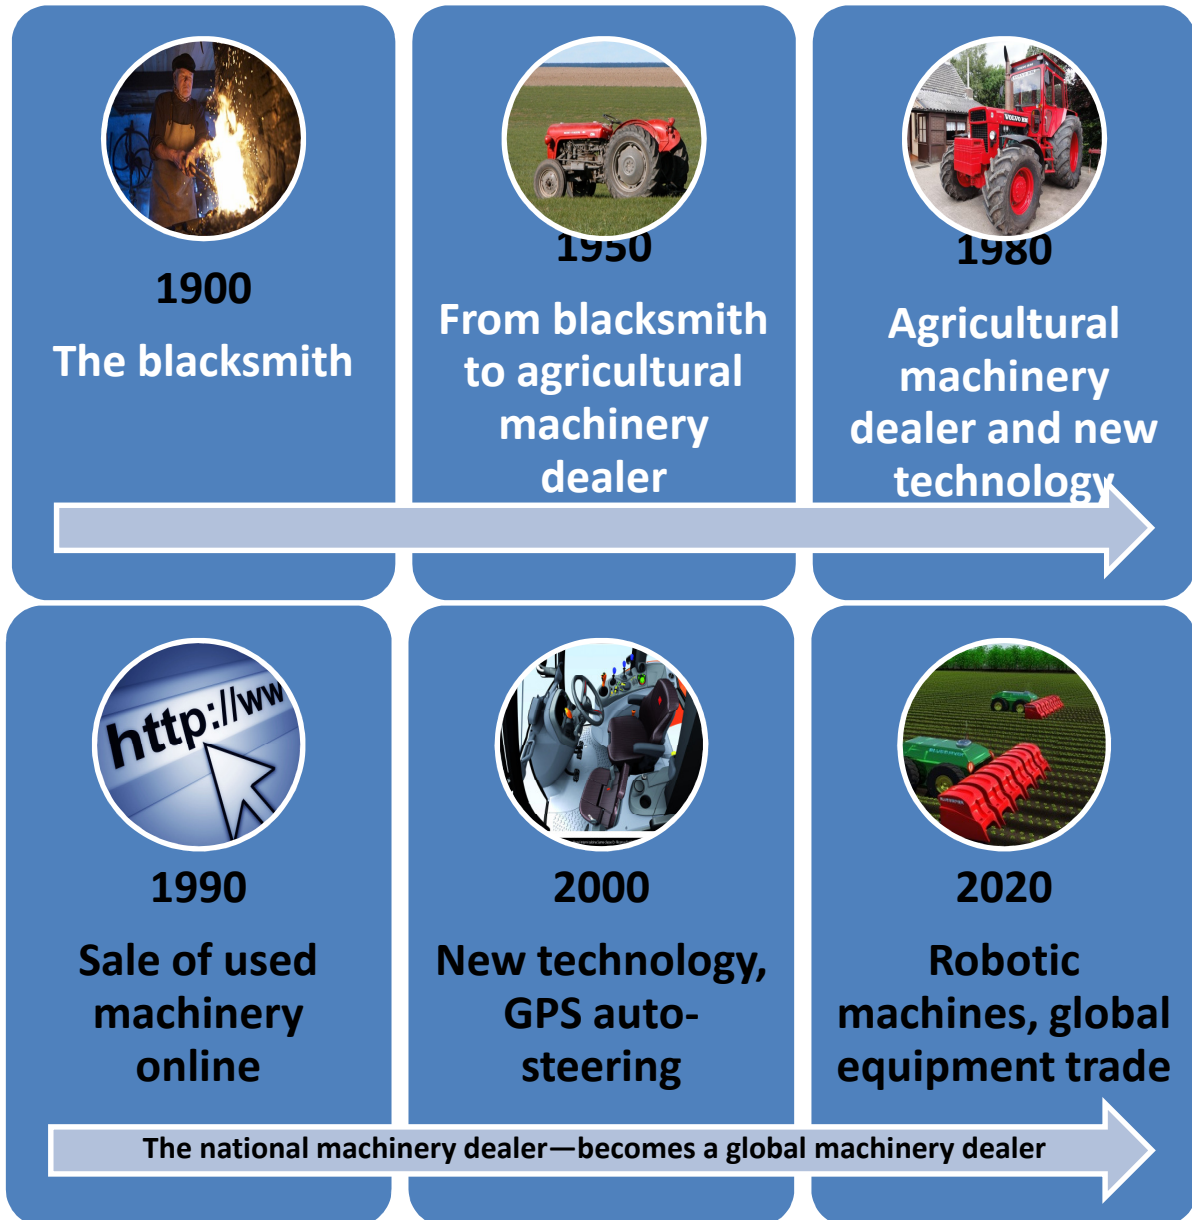 1900
The blacksmith
1950
From blacksmith
to agricultural
machinery
dealer
VOLVO BM
1980
Agricultural
machinery
dealer and new
technology
http://ww
1990
Sale of used
machinery
online
2000
New technology,
GPS auto-
steering
2020
Robotic
machines, global
equipment trade
The national machinery dealer—becomes a global machinery dealer